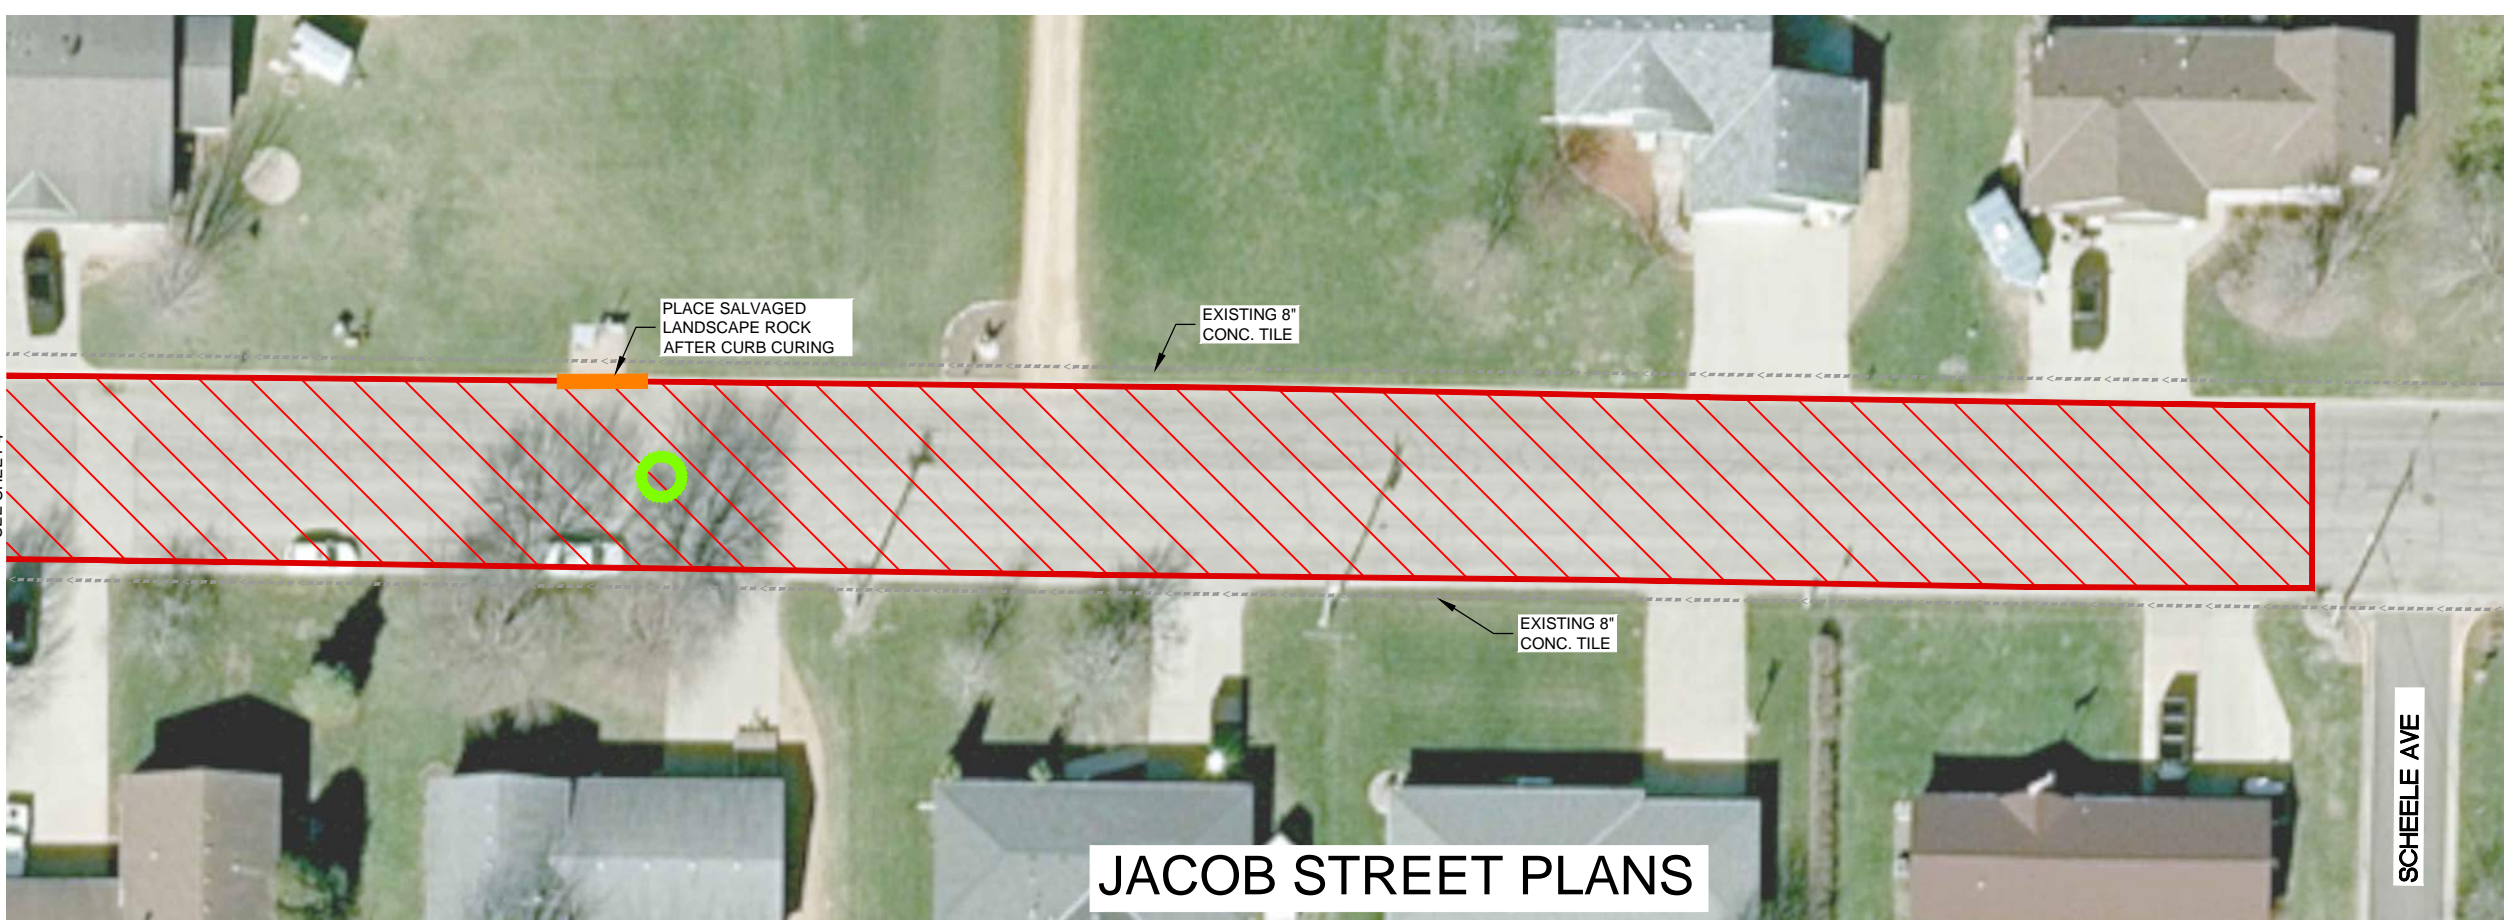 PLACE SALVAGED
LANDSCAPE ROCK
AFTER CURB CURING
EXISTING 8"
CONC. TILE
EXISTING 8"
CONC. TILE
SCHEELE AVE
JACOB STREET PLANS